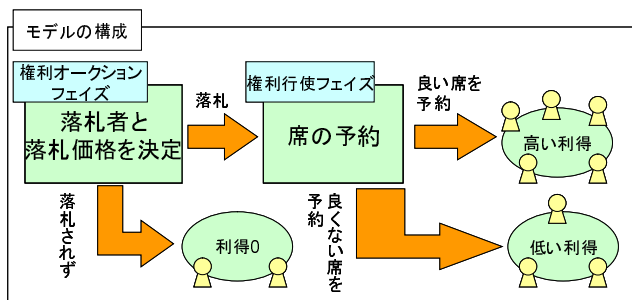 モデルの構成
権利オークション
フェイズ
落札者と
落札価格を決定
落札
権利行使フェイズ
席の予約
良い席を
予約
高い利得
落札されず
利得0
良くない席を
予約
低い利得